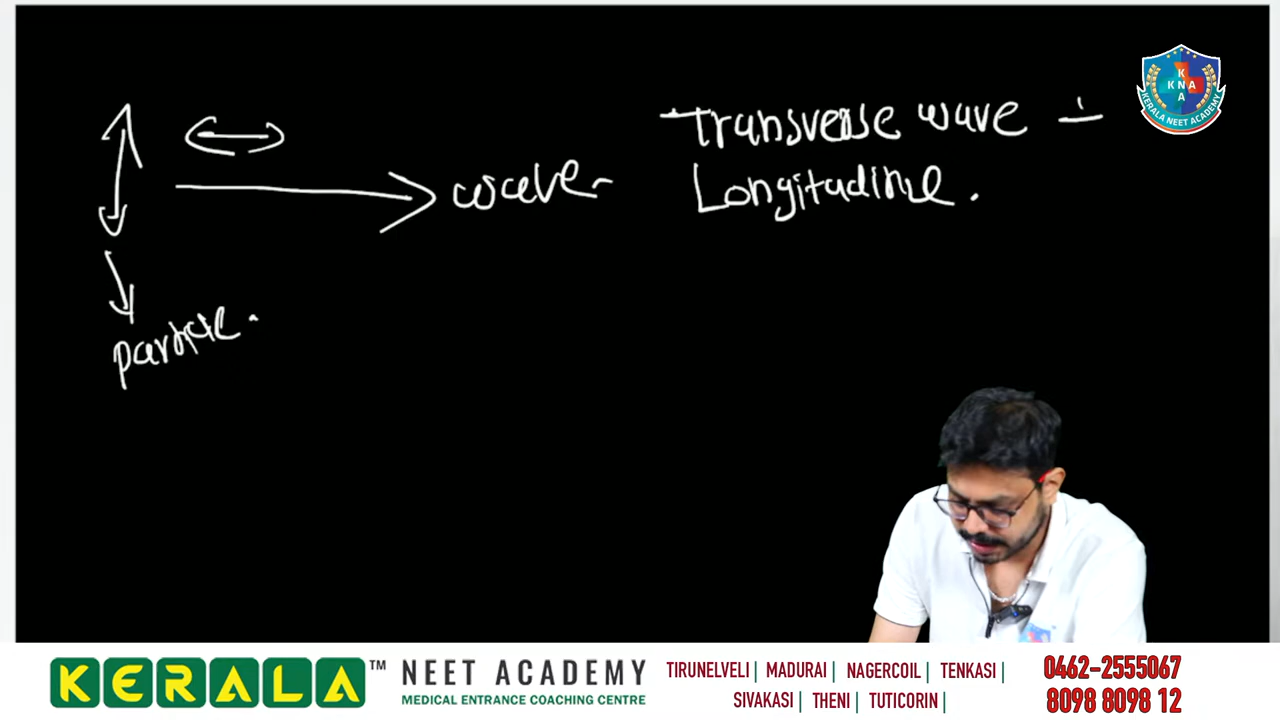 Transverse wave ÷
Longitudine.
wave
particle.
KNA
KERALA NEET ACADEMY
KERALA™
NEET ACADEMY
MEDICAL ENTRANCE COACHING CENTRE
TIRUNELVELI | MADURAI | NAGERCOIL | TENKASI |
SIVAKASI | THENI | TUTICORIN |
0462-2555067
8098 8098 12